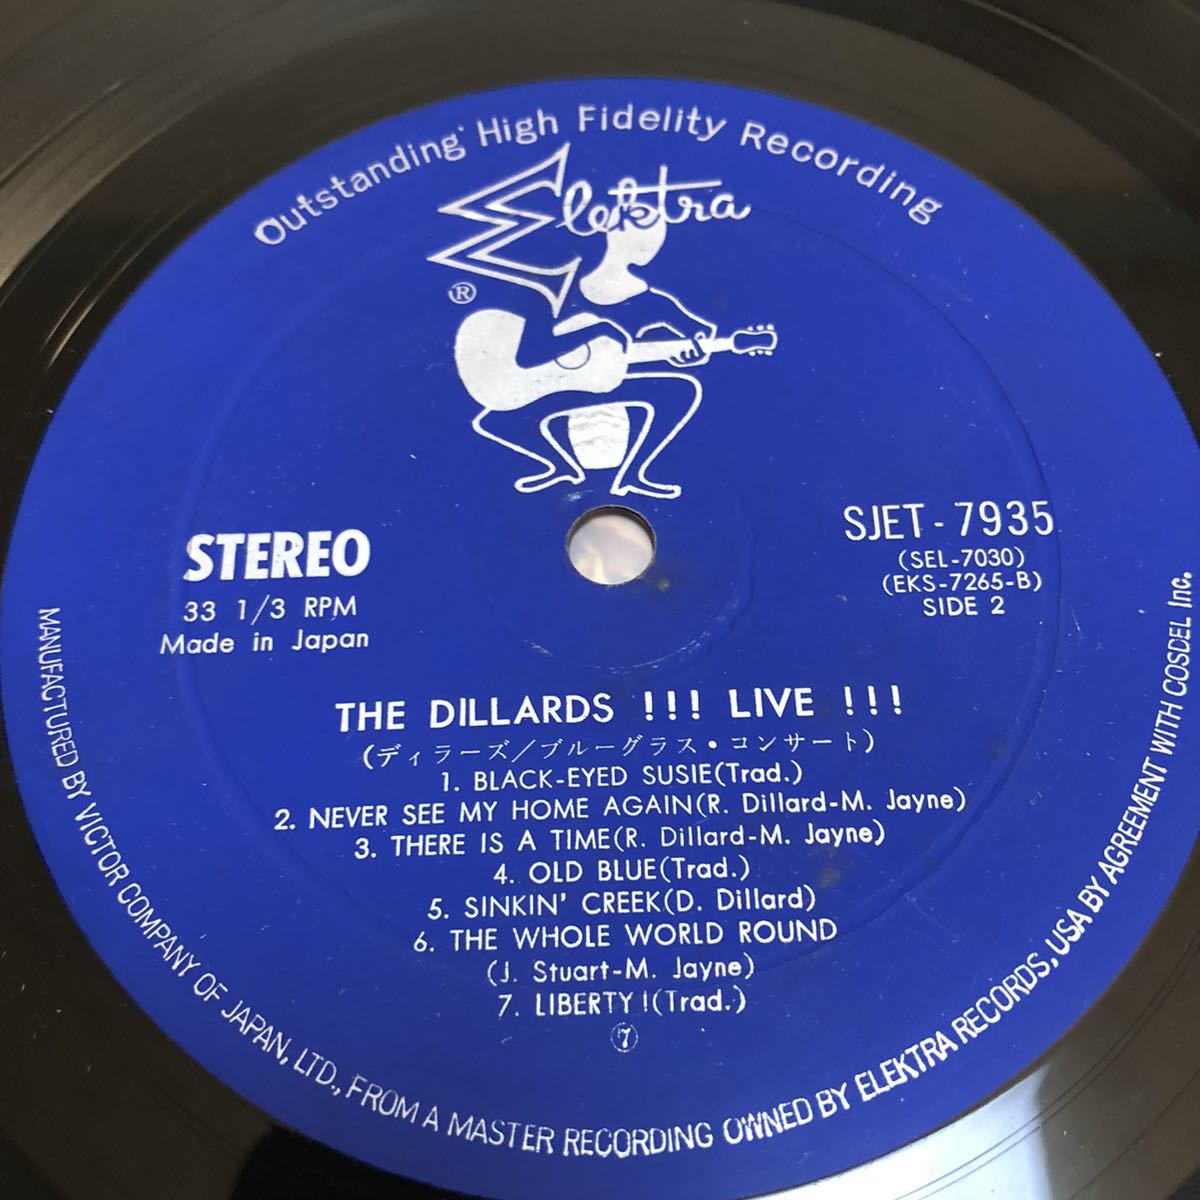 Outstanding High Fidelity Recording
Elektra
®
STEREO
33 1/3 RPM
Made in Japan
SJET - 7935
(SEL-7030)
(EKS-7265-B)
SIDE 2
THE DILLARDS !!! LIVE !!!
(ディラーズ/ブルーグラス・コンサート)
1. BLACK-EYED SUSIE(Trad.)
2. NEVER SEE MY HOME AGAIN(R. Dillard-M. Jayne)
3. THERE IS A TIME(R. Dillard-M. Jayne)
4. OLD BLUE(Trad.)
5. SINKIN' CREEK(D. Dillard)
6. THE WHOLE WORLD ROUND
(J. Stuart-M. Jayne)
7. LIBERTY!(Trad.)
⑦
MANUFACTURED BY VICTOR COMPANY OF JAPAN, LTD., FROM A MASTER RECORDING OWNED BY ELEKTRA RECORDS, USA BY AGREEMENT WITH COSDEL Inc.